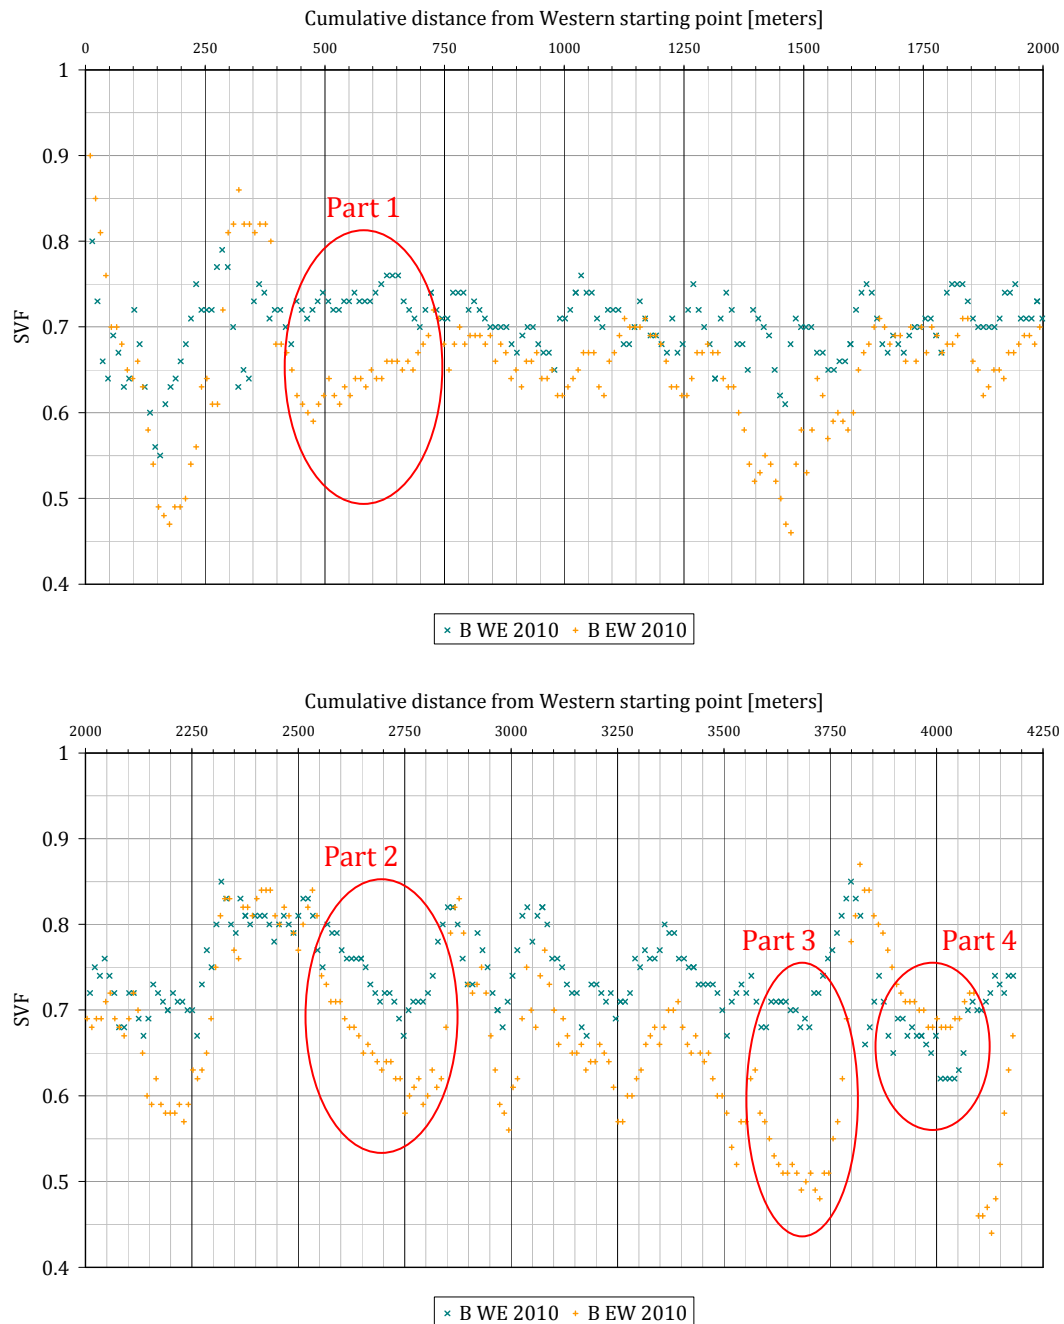 Cumulative distance from Western starting point [meters]
0 250 500 750 1000 1250 1500 1750 2000
1
0.9
Part 1
0.8
SVF
0.7
0.6
0.5
0.4
× B WE 2010 + B EW 2010
Cumulative distance from Western starting point [meters]
2000 2250 2500 2750 3000 3250 3500 3750 4000 4250
1
0.9
Part 2
0.8
Part 3 Part 4
SVF
0.7
0.6
0.5
0.4
× B WE 2010 + B EW 2010